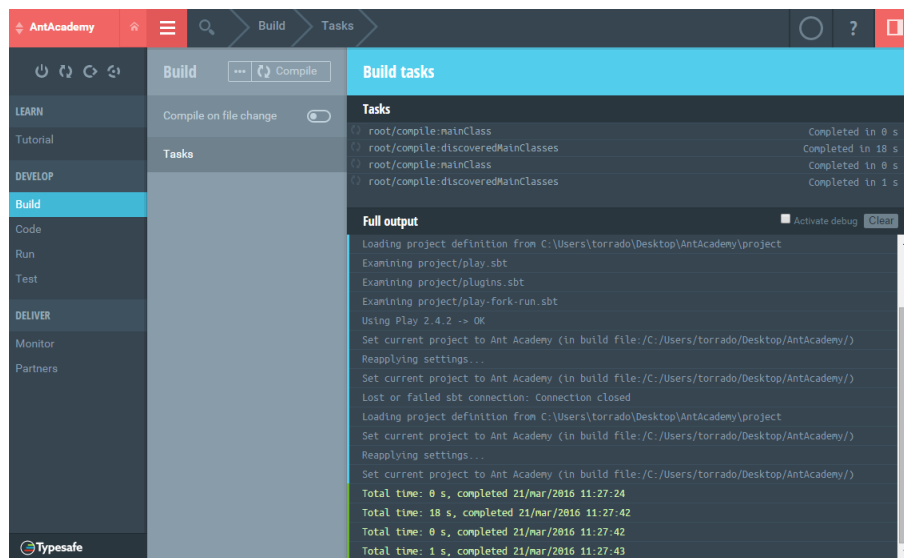 AntAcademy
Build
Tasks
?
LEARN
Tutorial
DEVELOP
Build
Code
Run
Test
DELIVER
Monitor
Partners
Typesafe
Build
Compile
Compile on file change
Tasks
Build tasks
Tasks
root/compile:mainClass Completed in 0 s
root/compile:discoveredMainClasses Completed in 18 s
root/compile:mainClass Completed in 0 s
root/compile:discoveredMainClasses Completed in 1 s
Full output Activate debug Clear
Loading project definition from C:\Users\torrado\Desktop\AntAcademy\project
Examining project/play.sbt
Examining project/plugins.sbt
Examining project/play-fork-run.sbt
Using Play 2.4.2 -> OK
Set current project to Ant Academy (in build file:/C:/Users/torrado/Desktop/AntAcademy/)
Reapplying settings...
Set current project to Ant Academy (in build file:/C:/Users/torrado/Desktop/AntAcademy/)
Lost or failed sbt connection: Connection closed
Loading project definition from C:\Users\torrado\Desktop\AntAcademy\project
Set current project to Ant Academy (in build file:/C:/Users/torrado/Desktop/AntAcademy/)
Reapplying settings...
Set current project to Ant Academy (in build file:/C:/Users/torrado/Desktop/AntAcademy/)
Total time: 0 s, completed 21/mar/2016 11:27:24
Total time: 18 s, completed 21/mar/2016 11:27:42
Total time: 0 s, completed 21/mar/2016 11:27:42
Total time: 1 s, completed 21/mar/2016 11:27:43